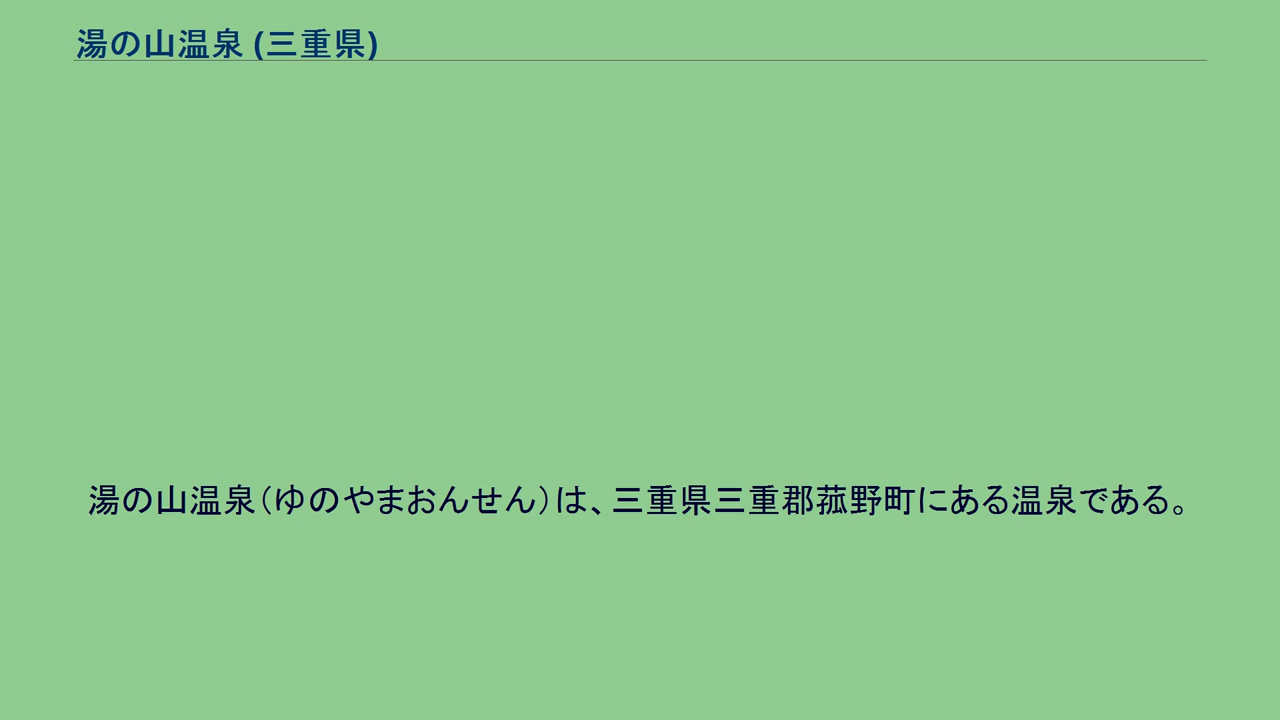 湯の山温泉 (三重県)
湯の山温泉（ゆのやまおんせん）は、三重県三重郡菰野町にある温泉である。